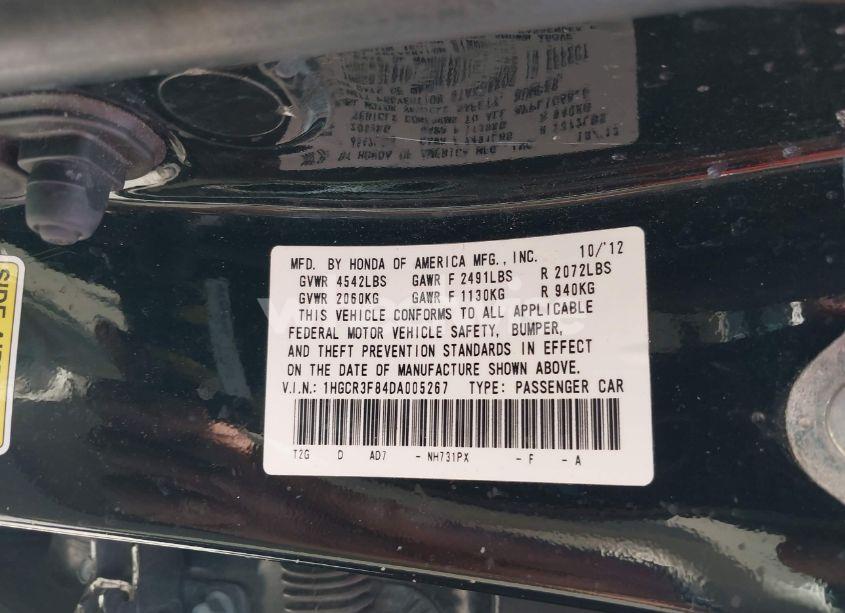 MFD. BY HONDA OF AMERICA MFG., INC. 10/'12
GVWR 4542LBS GAWR F 2491LBS R 2072LBS
GVWR 2060KG GAWR F 1130KG R 940KG
THIS VEHICLE CONFORMS TO ALL APPLICABLE
FEDERAL MOTOR VEHICLE SAFETY, BUMPER,
AND THEFT PREVENTION STANDARDS IN EFFECT
ON THE DATE OF MANUFACTURE SHOWN ABOVE.
V.I.N.: 1HGCR3F84DA005267 TYPE: PASSENGER CAR
T2G D AD7 - NH731PX - F - A
SIDE